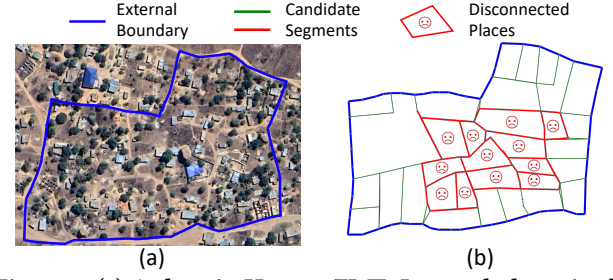 External Boundary
Candidate Segments
Disconnected Places
(a)
(b)